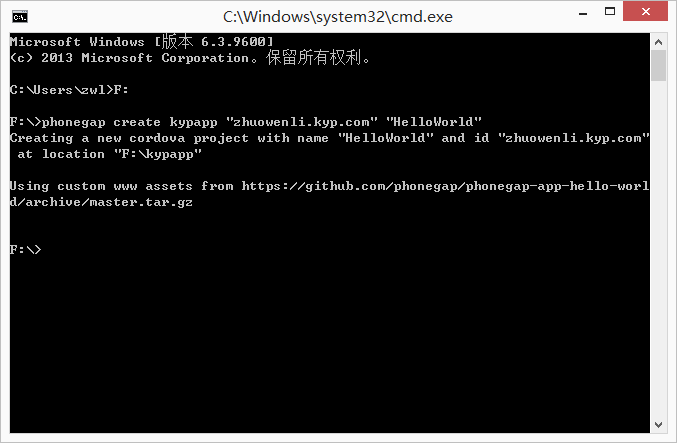 C:\Windows\system32\cmd.exe
Microsoft Windows [版本 6.3.9600]
(c) 2013 Microsoft Corporation。保留所有权利。
C:\Users\zwl>F:
F:\>phonegap create kypapp "zhuowenli.kyp.com" "HelloWorld"
Creating a new cordova project with name "HelloWorld" and id "zhuowenli.kyp.com"
 at location "F:\kypapp"
Using custom www assets from https://github.com/phonegap/phonegap-app-hello-worl
d/archive/master.tar.gz
F:\>